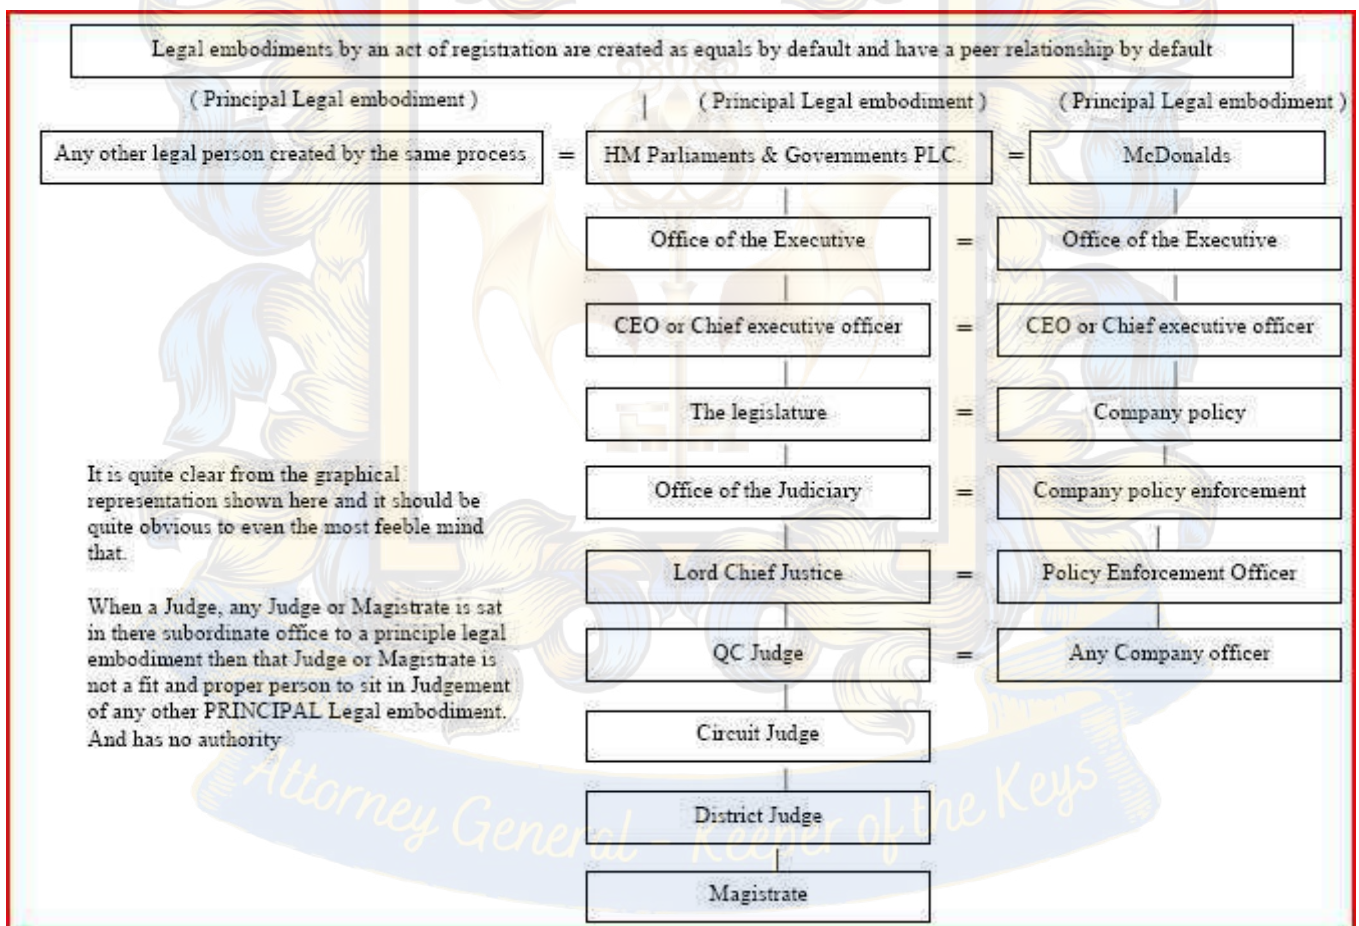 Legal embodiments by an act of registration are created as equals by default and have a peer relationship by default
( Principal Legal embodiment )
( Principal Legal embodiment )
( Principal Legal embodiment )
Any other legal person created by the same process
=
HM Parliaments & Governments PLC.
=
McDonalds
Office of the Executive
=
Office of the Executive
CEO or Chief executive officer
=
CEO or Chief executive officer
The legislature
=
Company policy
Office of the Judiciary
=
Company policy enforcement
Lord Chief Justice
=
Policy Enforcement Officer
QC Judge
=
Any Company officer
Circuit Judge
District Judge
Magistrate
It is quite clear from the graphical
representation shown here and it should be
quite obvious to even the most feeble mind
that.
When a Judge, any Judge or Magistrate is sat
in there subordinate office to a principle legal
embodiment then that Judge or Magistrate is
not a fit and proper person to sit in Judgement
of any other PRINCIPAL Legal embodiment.
And has no authority
Attorney General - Keeper of the Keys